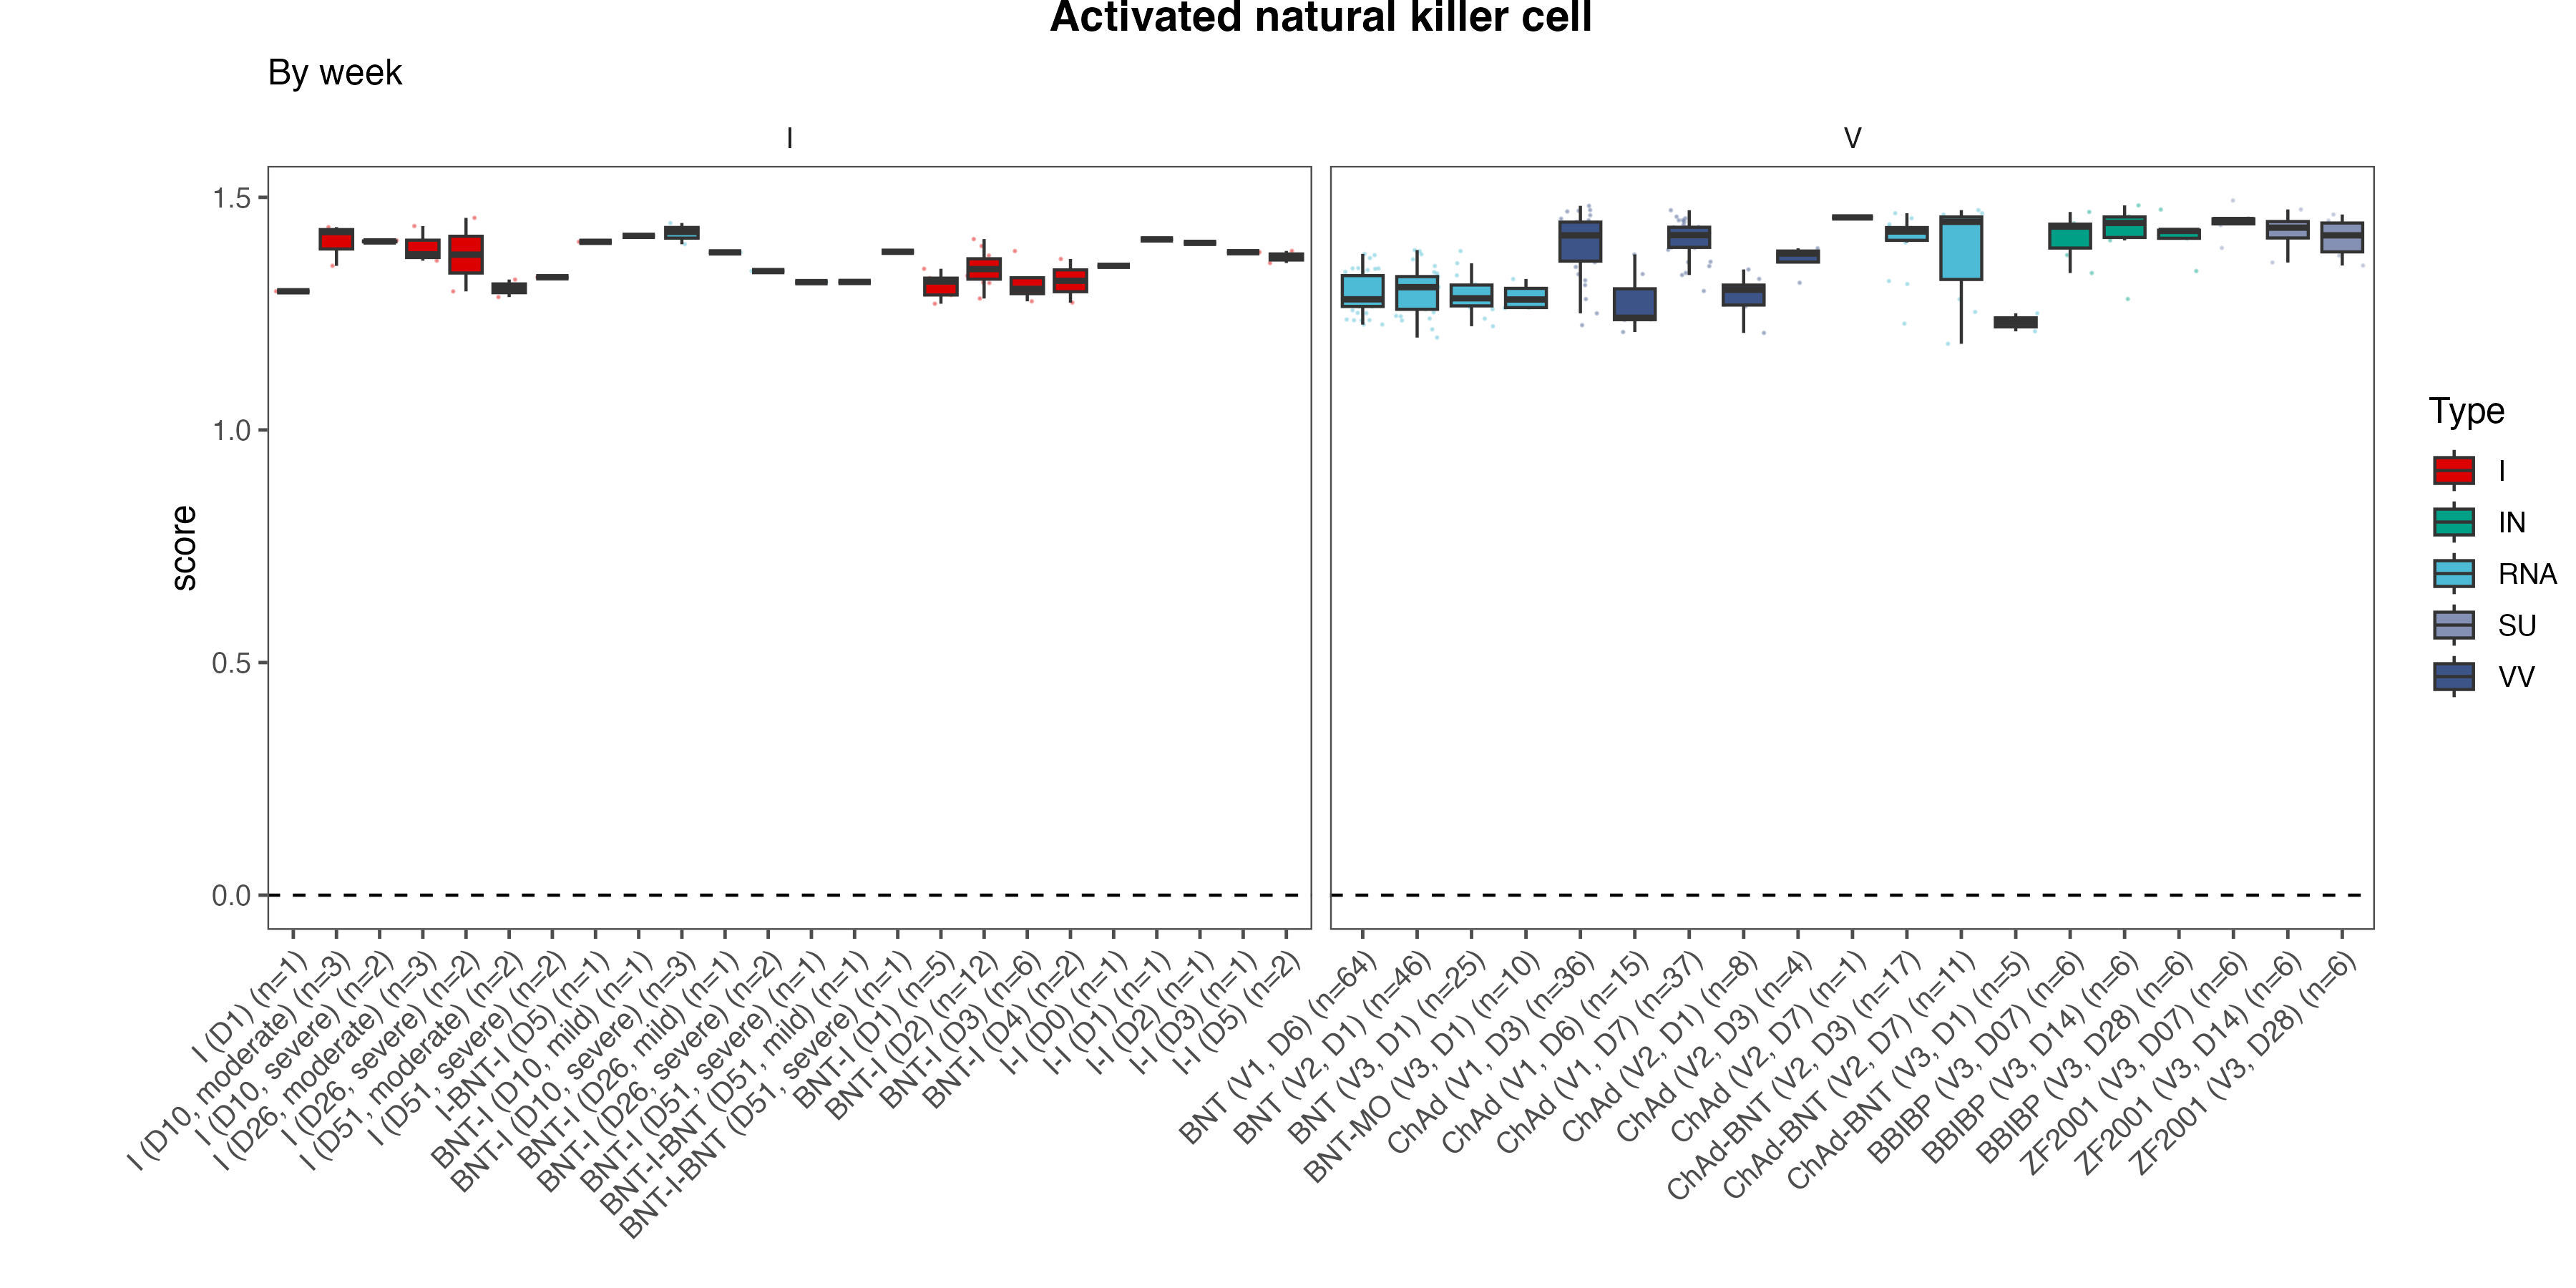 Activated natural killer cell
By week
I
V
1.5
1.0
0.5
0.0
score
I (D1) (n=1)
I (D10, moderate) (n=3)
I (D10, severe) (n=2)
I (D26, moderate) (n=3)
I (D26, severe) (n=2)
I (D51, moderate) (n=2)
I (D51, severe) (n=2)
I-BNT-I (D5) (n=1)
BNT-I (D10, mild) (n=1)
BNT-I (D10, severe) (n=3)
BNT-I (D26, mild) (n=1)
BNT-I (D26, severe) (n=2)
BNT-I (D51, severe) (n=1)
BNT-I-BNT (D51, mild) (n=1)
BNT-I-BNT (D51, severe) (n=1)
BNT-I (D1) (n=5)
BNT-I (D2) (n=12)
BNT-I (D3) (n=6)
BNT-I (D4) (n=2)
I-I (D0) (n=1)
I-I (D1) (n=1)
I-I (D2) (n=1)
I-I (D3) (n=1)
I-I (D5) (n=2)
BNT (V1, D6) (n=64)
BNT (V2, D1) (n=46)
BNT (V3, D1) (n=25)
BNT-MO (V3, D1) (n=10)
ChAd (V1, D3) (n=36)
ChAd (V1, D6) (n=15)
ChAd (V1, D7) (n=37)
ChAd (V2, D1) (n=8)
ChAd (V2, D3) (n=4)
ChAd (V2, D7) (n=1)
ChAd-BNT (V2, D3) (n=17)
ChAd-BNT (V2, D7) (n=11)
ChAd-BNT (V3, D1) (n=5)
BBIBP (V3, D07) (n=6)
BBIBP (V3, D14) (n=6)
BBIBP (V3, D28) (n=6)
ZF2001 (V3, D07) (n=6)
ZF2001 (V3, D14) (n=6)
ZF2001 (V3, D28) (n=6)
Type
I
IN
RNA
SU
VV